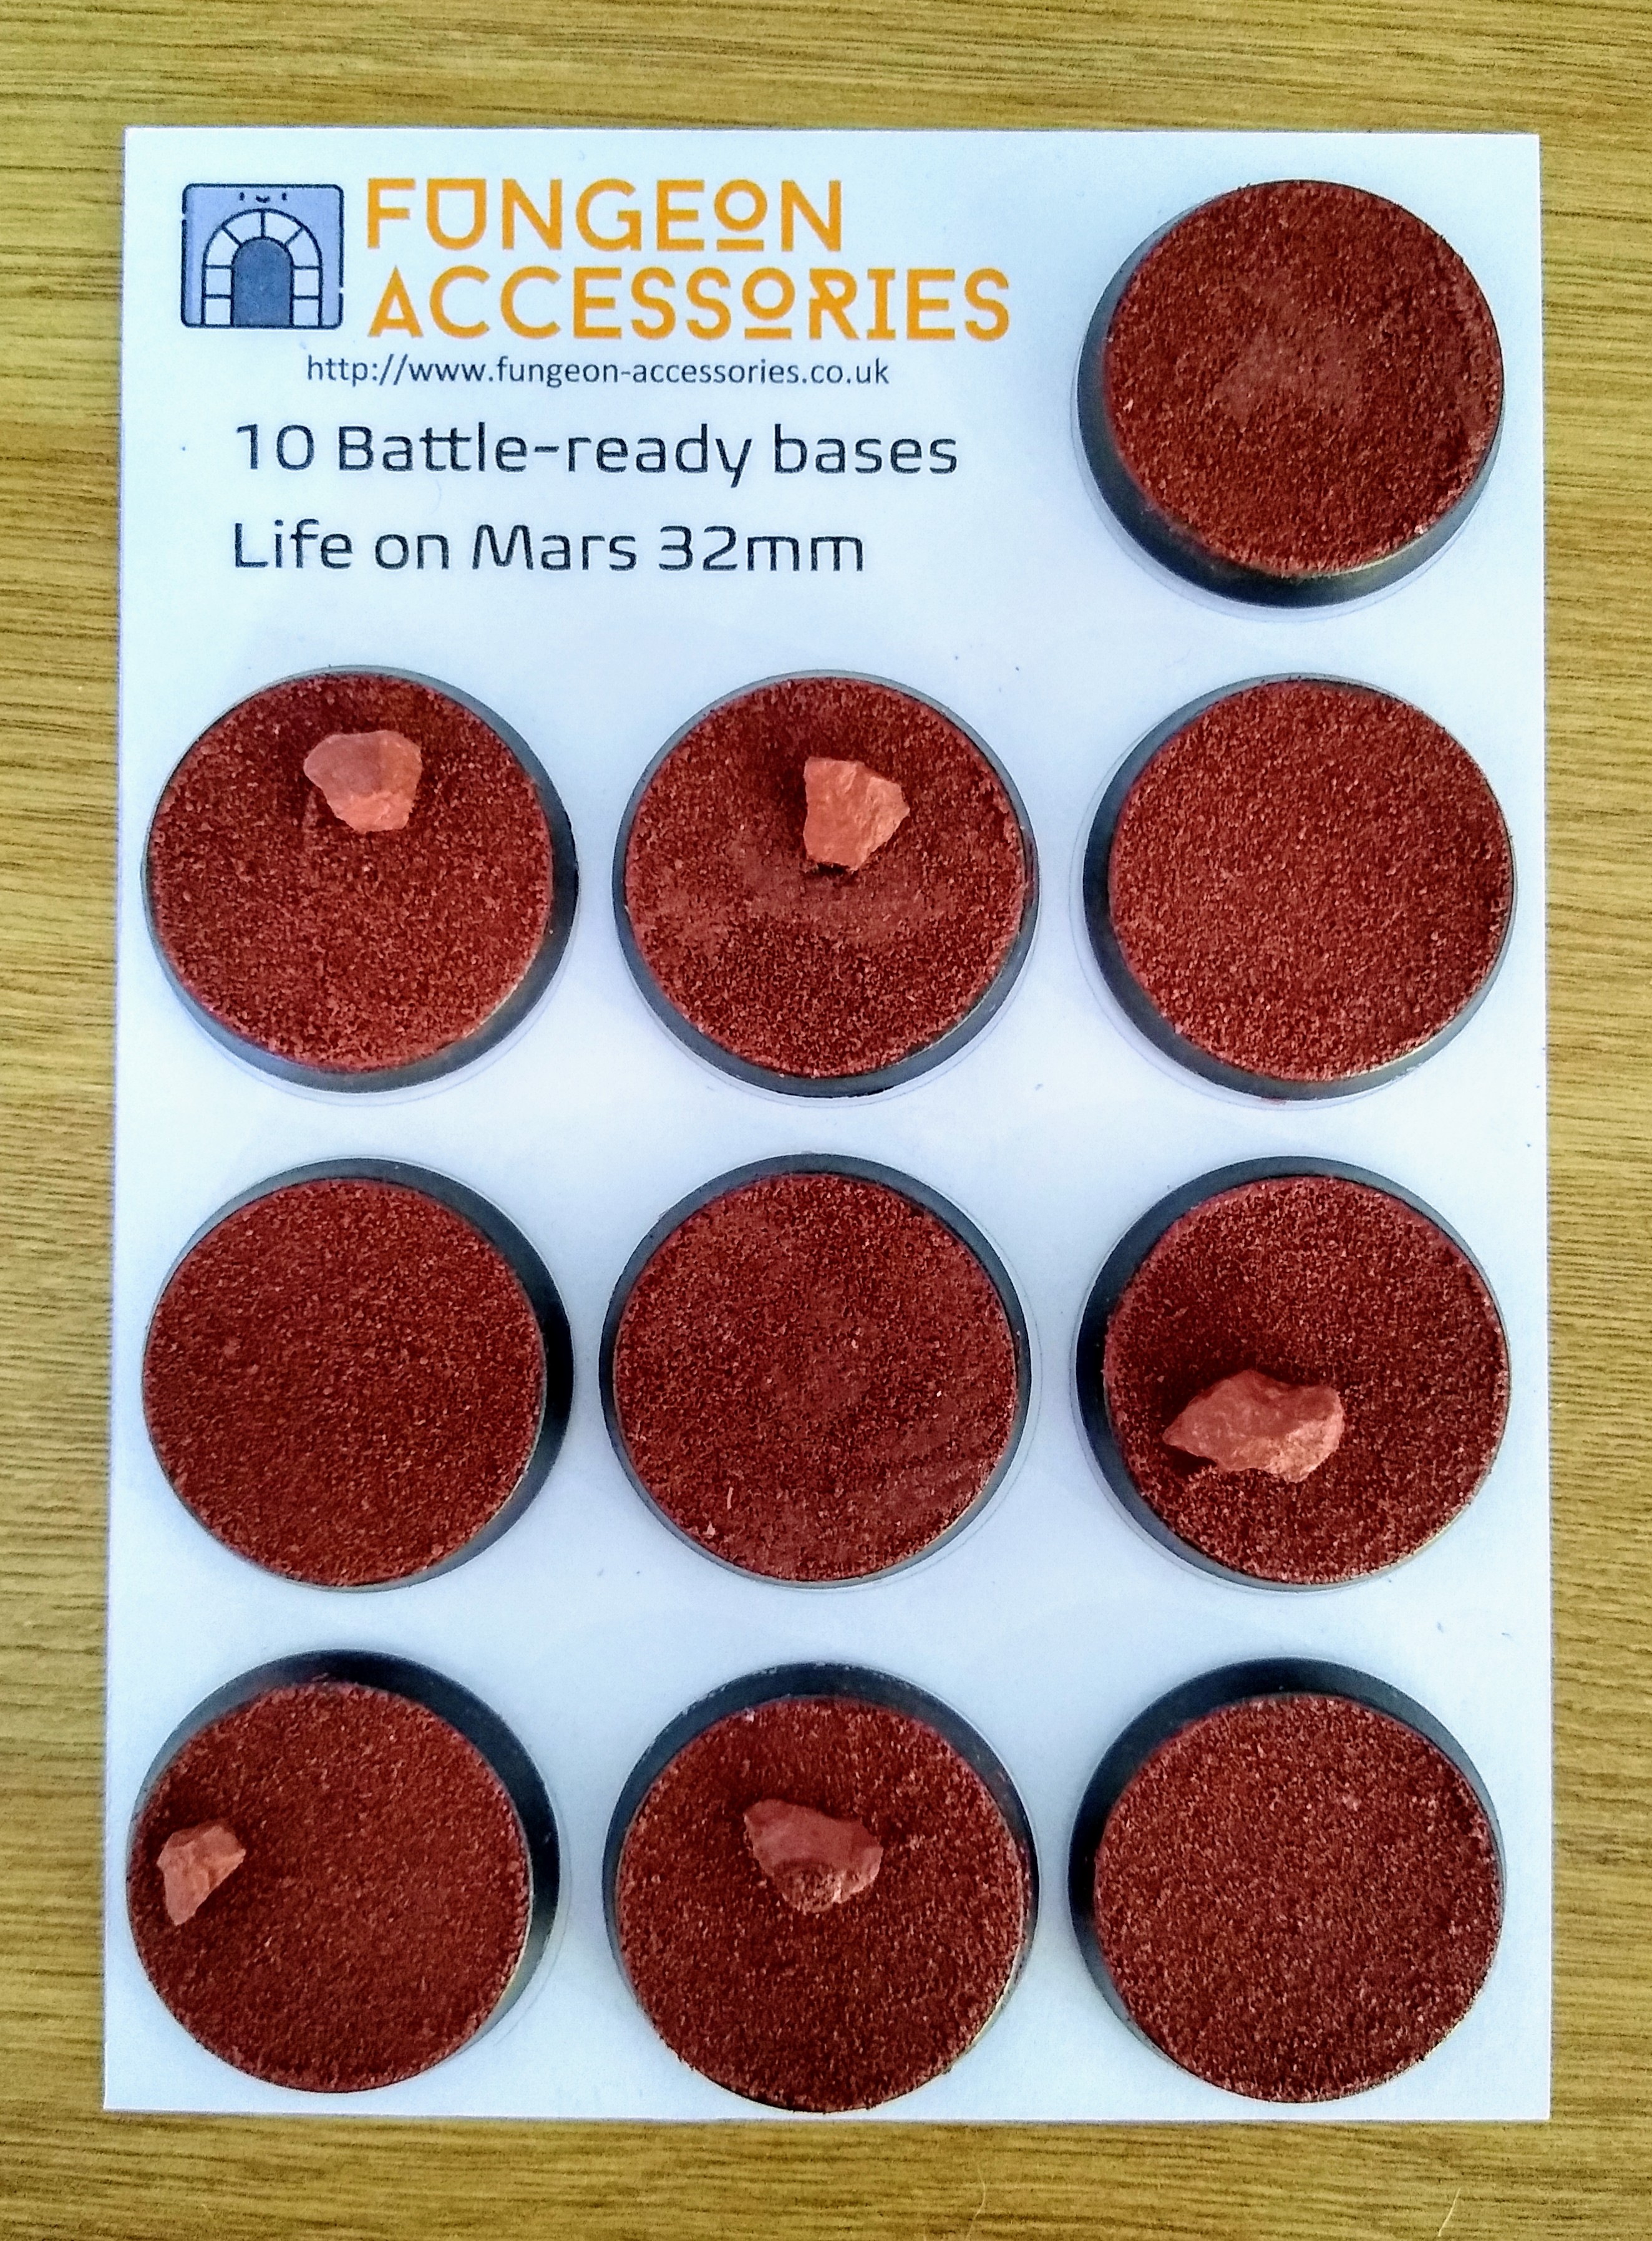 FUNGEON
ACCESSORIES
http://www.fungeon-accessories.co.uk
10 Battle-ready bases
Life on Mars 32mm